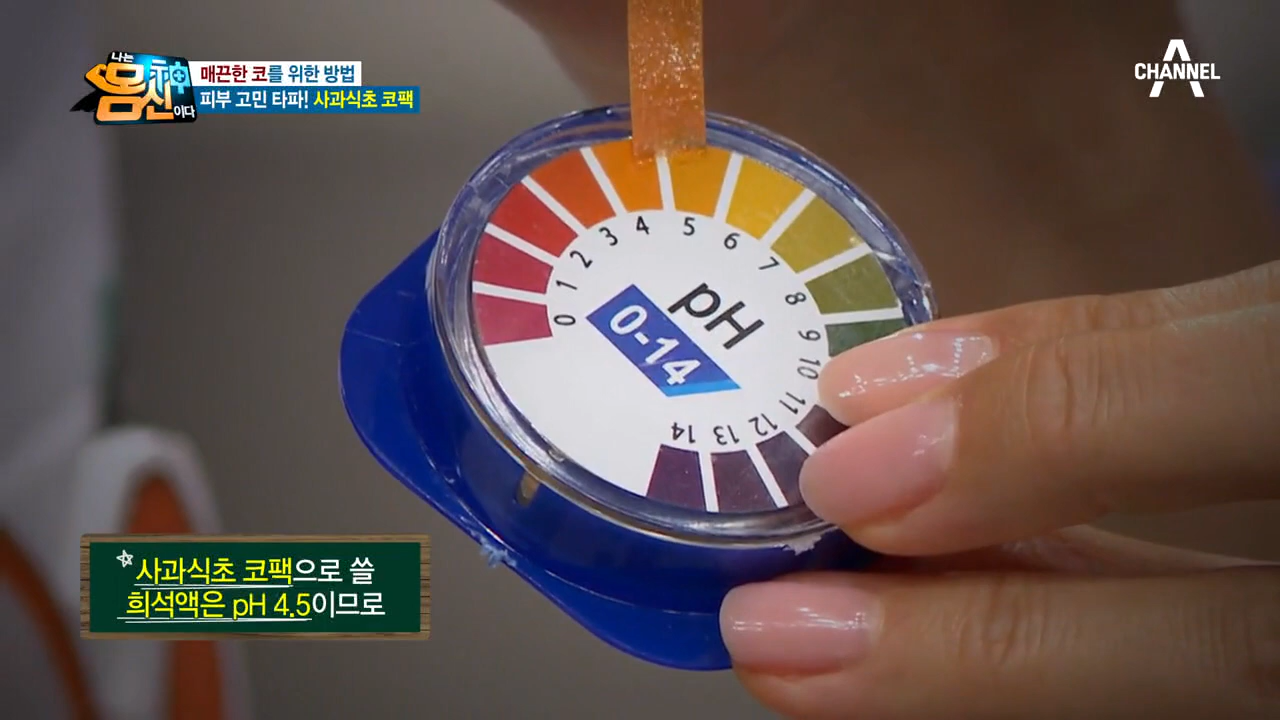 나는
몸神
신이다
매끈한 코를 위한 방법
피부 고민 타파! 사과식초 코팩
CHANNEL A
0 1 2 3 4 5 6 7 8 9 10 11 12 13 14
pH
0-14
사과식초 코팩으로 쓸
희석액은 pH 4.5이므로